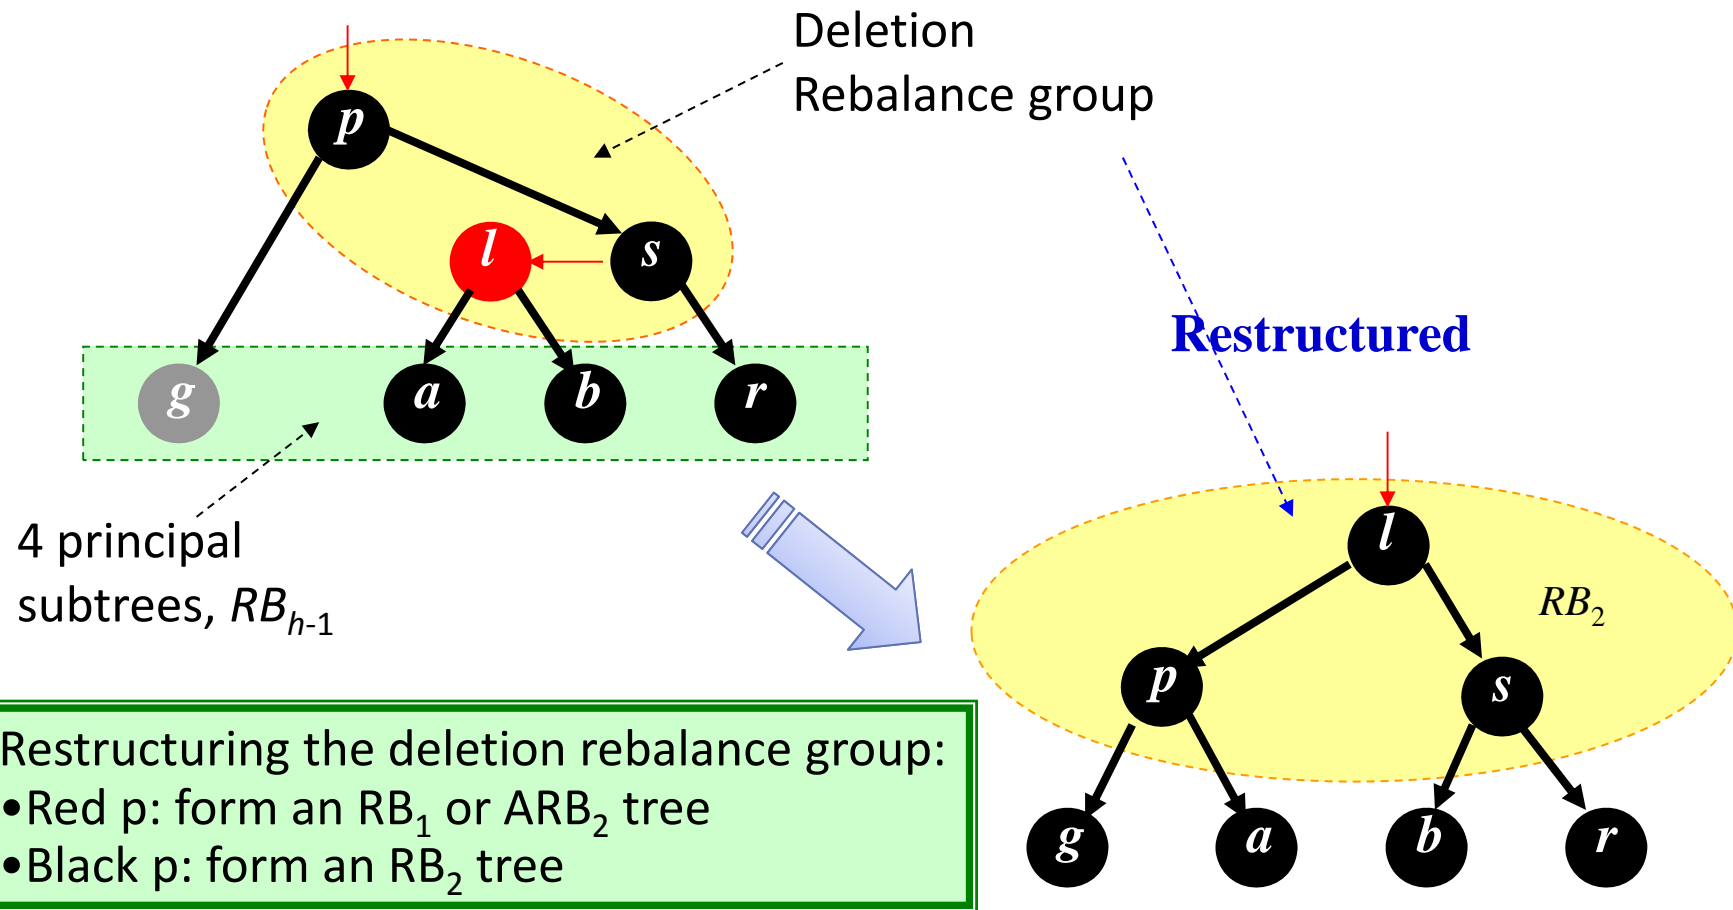 Deletion
Rebalance group
p
l
s
g
a
b
r
Restructured
4 principal
subtrees, RBh-1
l
RB2
p
s
g
a
b
r
Restructuring the deletion rebalance group:
•Red p: form an RB1 or ARB2 tree
•Black p: form an RB2 tree